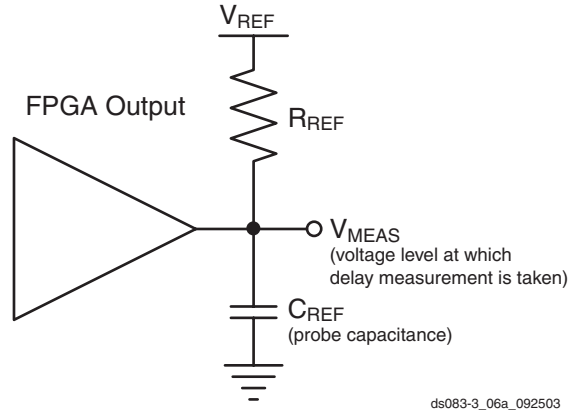 VREF
FPGA Output
RREF
VMEAS
(voltage level at which
delay measurement is taken)
CREF
(probe capacitance)
ds083-3_06a_092503